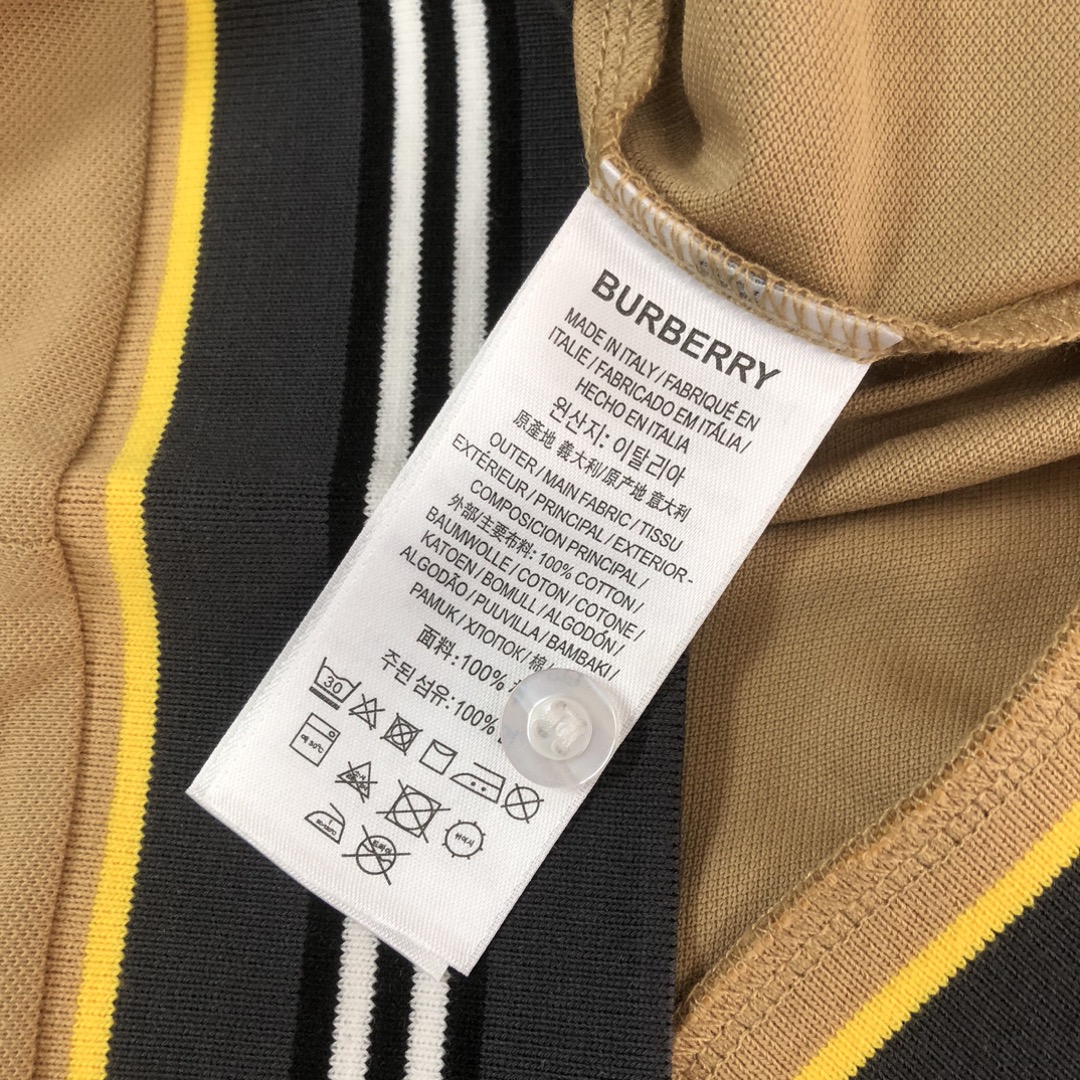 BURBERRY
MADE IN ITALY / FABRIQUÉ EN
ITALIE / FABRICADO EM ITÁLIA /
HECHO EN ITALIA
원산지: 이탈리아
原產地 義大利/原产地 意大利
OUTER / MAIN FABRIC / TISSU
EXTÉRIEUR / PRINCIPAL / EXTERIOR -
COMPOSICION PRINCIPAL /
外部/主要布料: 100% COTTON /
BAUMWOLLE / COTON / COTONE /
KATOEN / BOMULL / ALGODÓN /
ALGODÃO / PUUVILLA / BAMBAKI /
PAMUK / ХЛОПОК / 棉 /
面料:100%
주된 섬유:100%
30